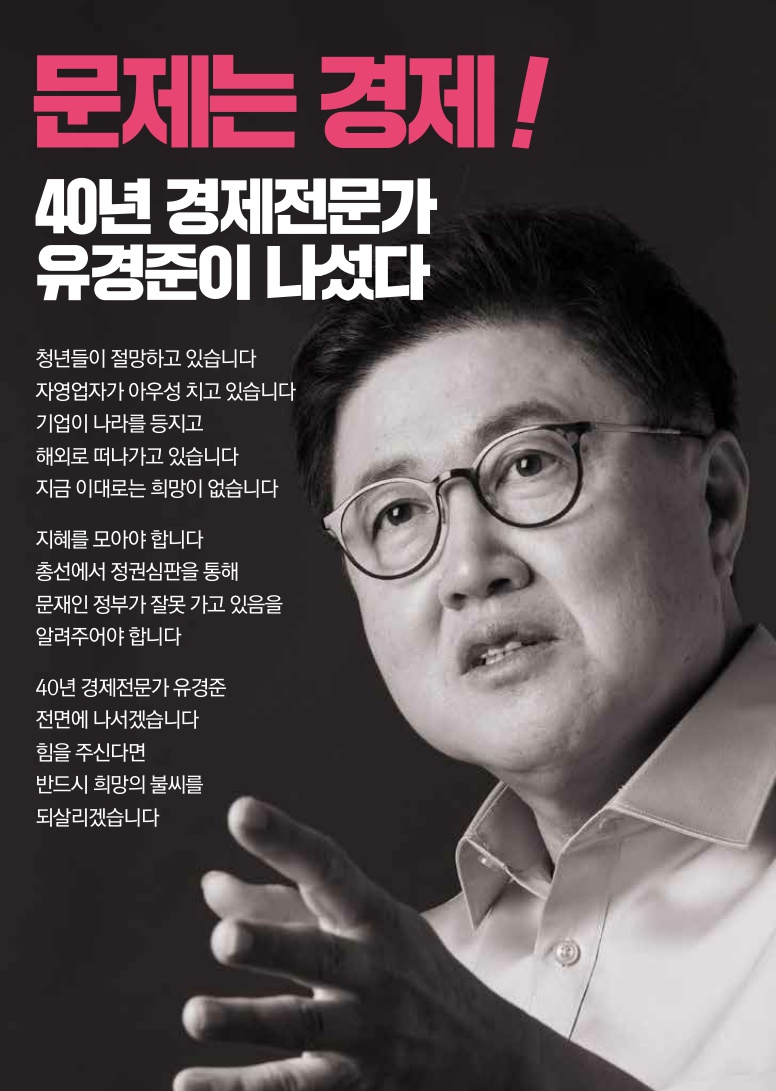 문제는 경제!
40년 경제전문가
유경준이 나섰다
청년들이 절망하고 있습니다
자영업자가 아우성 치고 있습니다
기업이 나라를 등지고
해외로 떠나가고 있습니다
지금 이대로는 희망이 없습니다
지혜를 모아야 합니다
총선에서 정권심판을 통해
문재인 정부가 잘못 가고 있음을
알려주어야 합니다
40년 경제전문가 유경준
전면에 나서겠습니다
힘을 주신다면
반드시 희망의 불씨를
되살리겠습니다